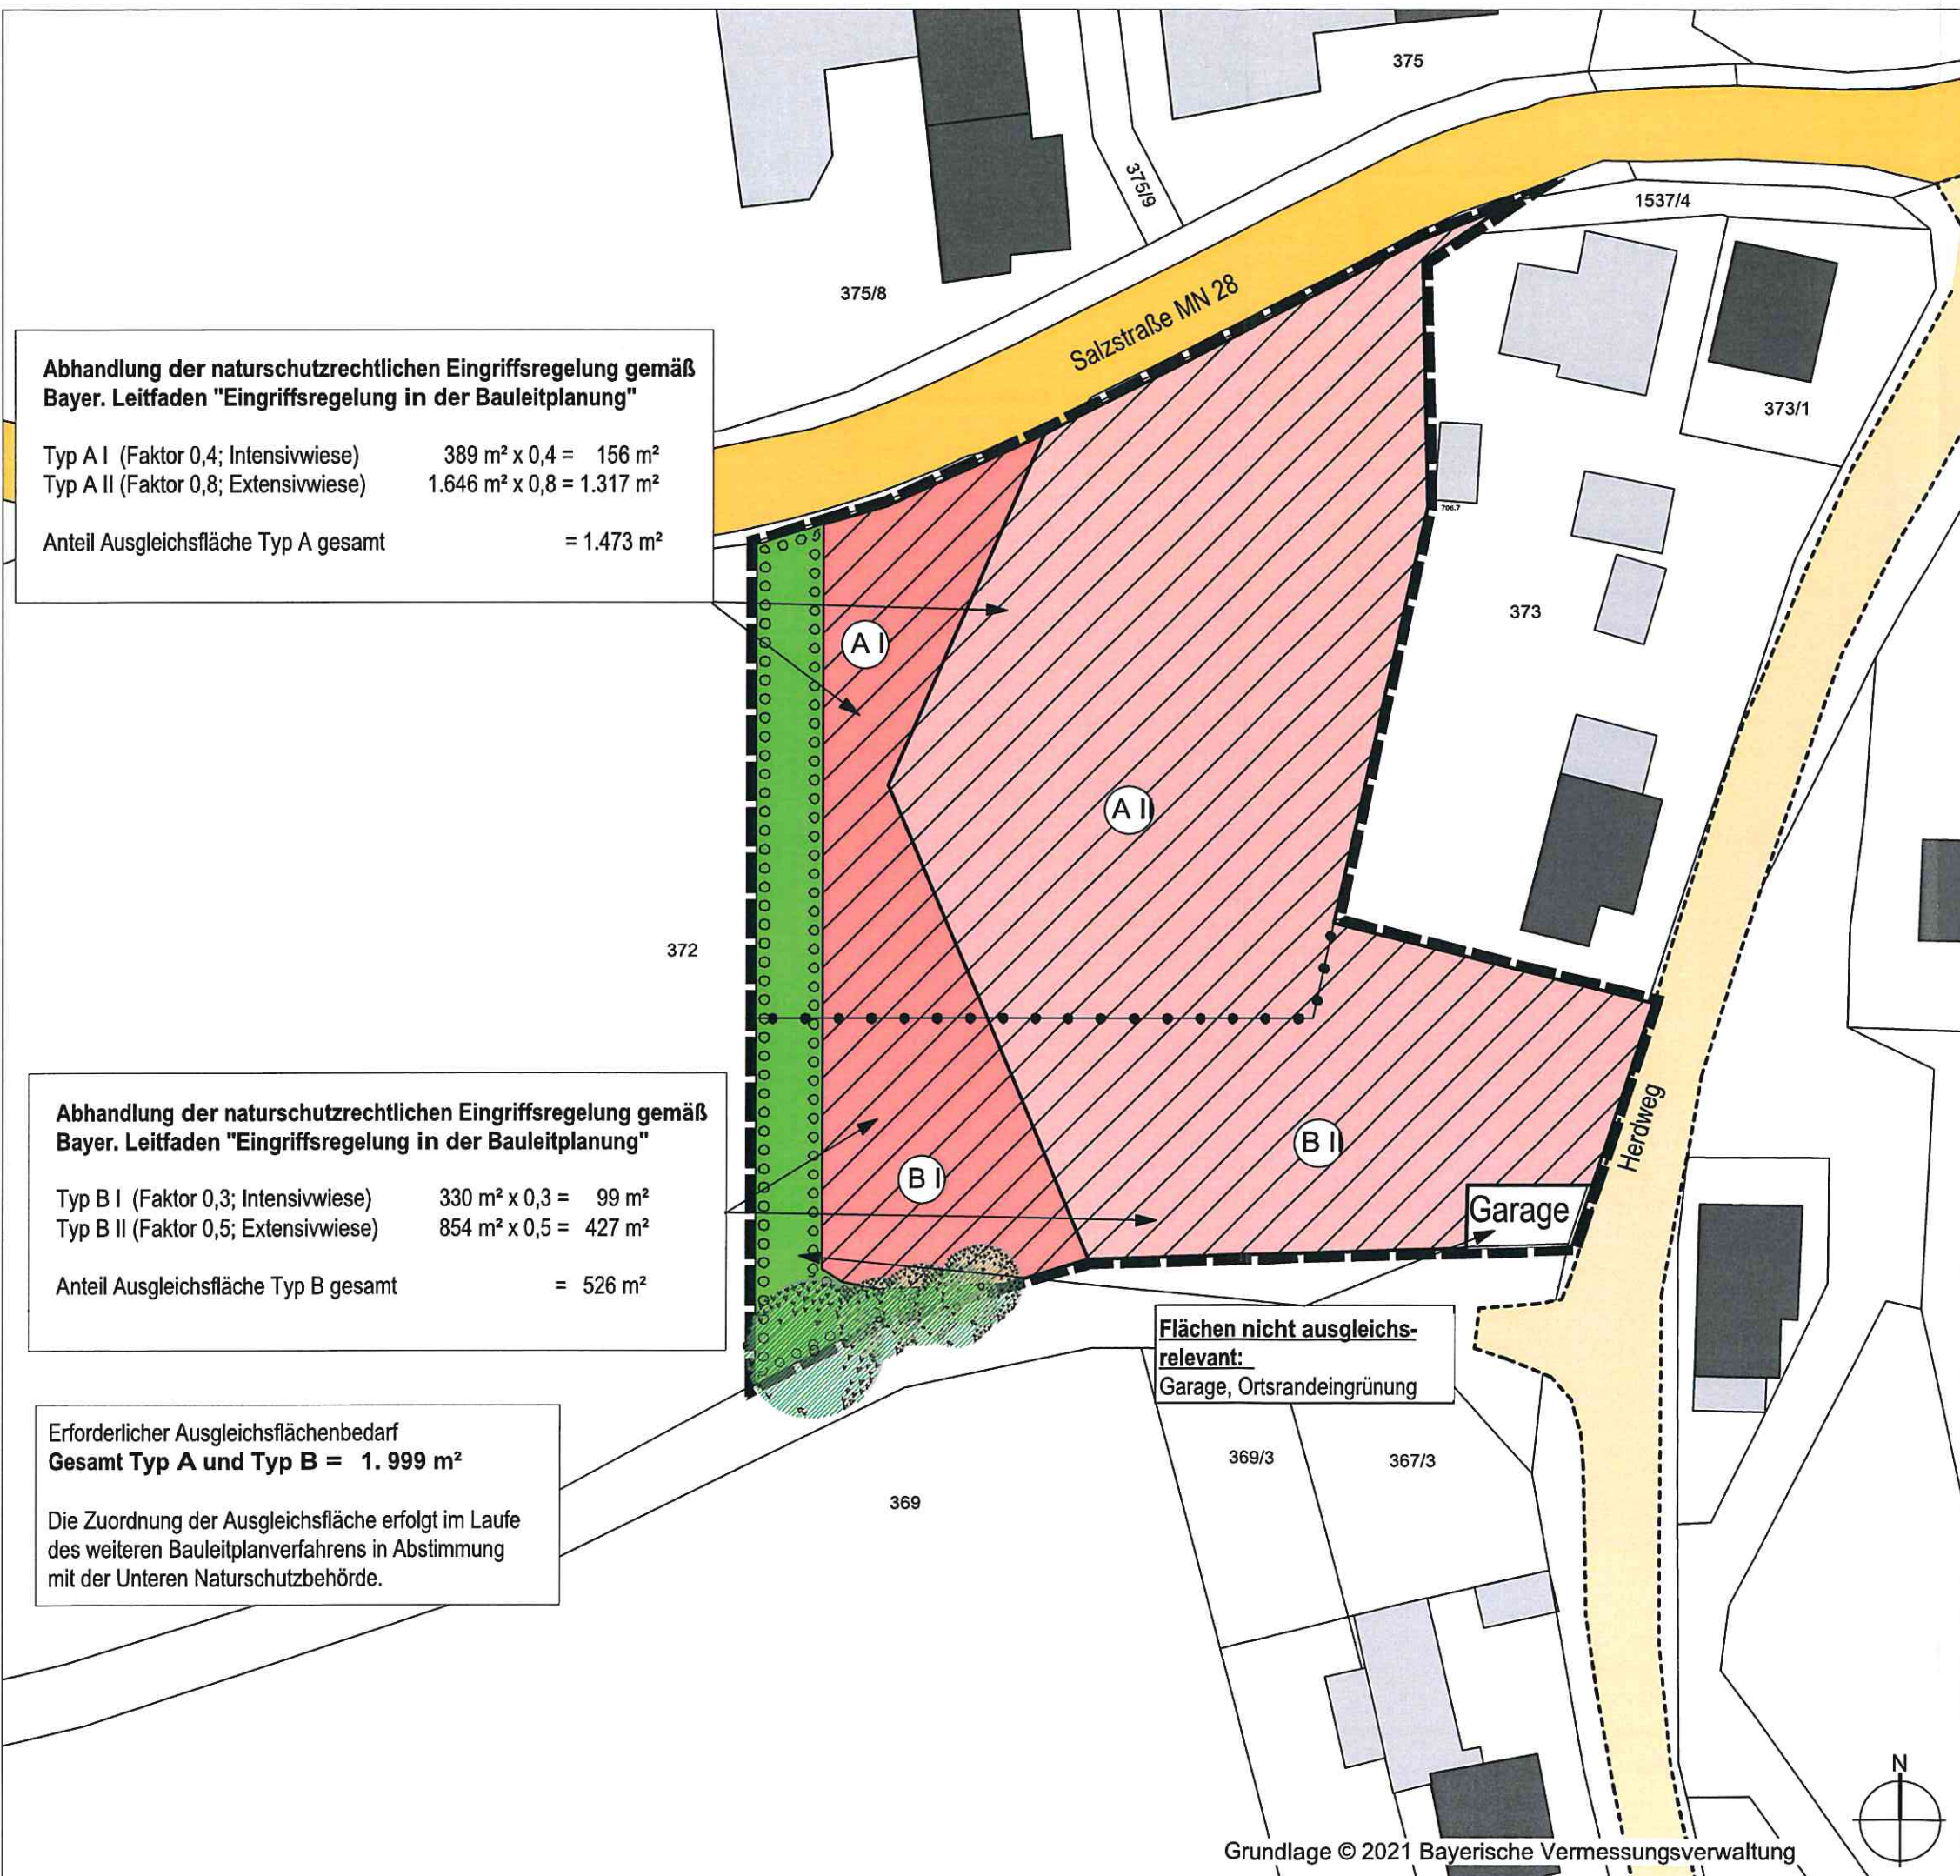 375
375/9
1537/4
375/8
Salzstraße MN 28
373/1
Abhandlung der naturschutzrechtlichen Eingriffsregelung gemäß
Bayer. Leitfaden "Eingriffsregelung in der Bauleitplanung"
Typ A I (Faktor 0,4; Intensivwiese) 389 m² x 0,4 = 156 m²
Typ A II (Faktor 0,8; Extensivwiese) 1.646 m² x 0,8 = 1.317 m²
Anteil Ausgleichsfläche Typ A gesamt = 1.473 m²
706.7
373
A I
A II
372
Abhandlung der naturschutzrechtlichen Eingriffsregelung gemäß
Bayer. Leitfaden "Eingriffsregelung in der Bauleitplanung"
Typ B I (Faktor 0,3; Intensivwiese) 330 m² x 0,3 = 99 m²
Typ B II (Faktor 0,5; Extensivwiese) 854 m² x 0,5 = 427 m²
Anteil Ausgleichsfläche Typ B gesamt = 526 m²
B I
B II
Herdweg
Garage
Flächen nicht ausgleichs-
relevant:
Garage, Ortsrandeingrünung
Erforderlicher Ausgleichsflächenbedarf
Gesamt Typ A und Typ B = 1. 999 m²
Die Zuordnung der Ausgleichsfläche erfolgt im Laufe
des weiteren Bauleitplanverfahrens in Abstimmung
mit der Unteren Naturschutzbehörde.
369/3
367/3
369
N
Grundlage © 2021 Bayerische Vermessungsverwaltung